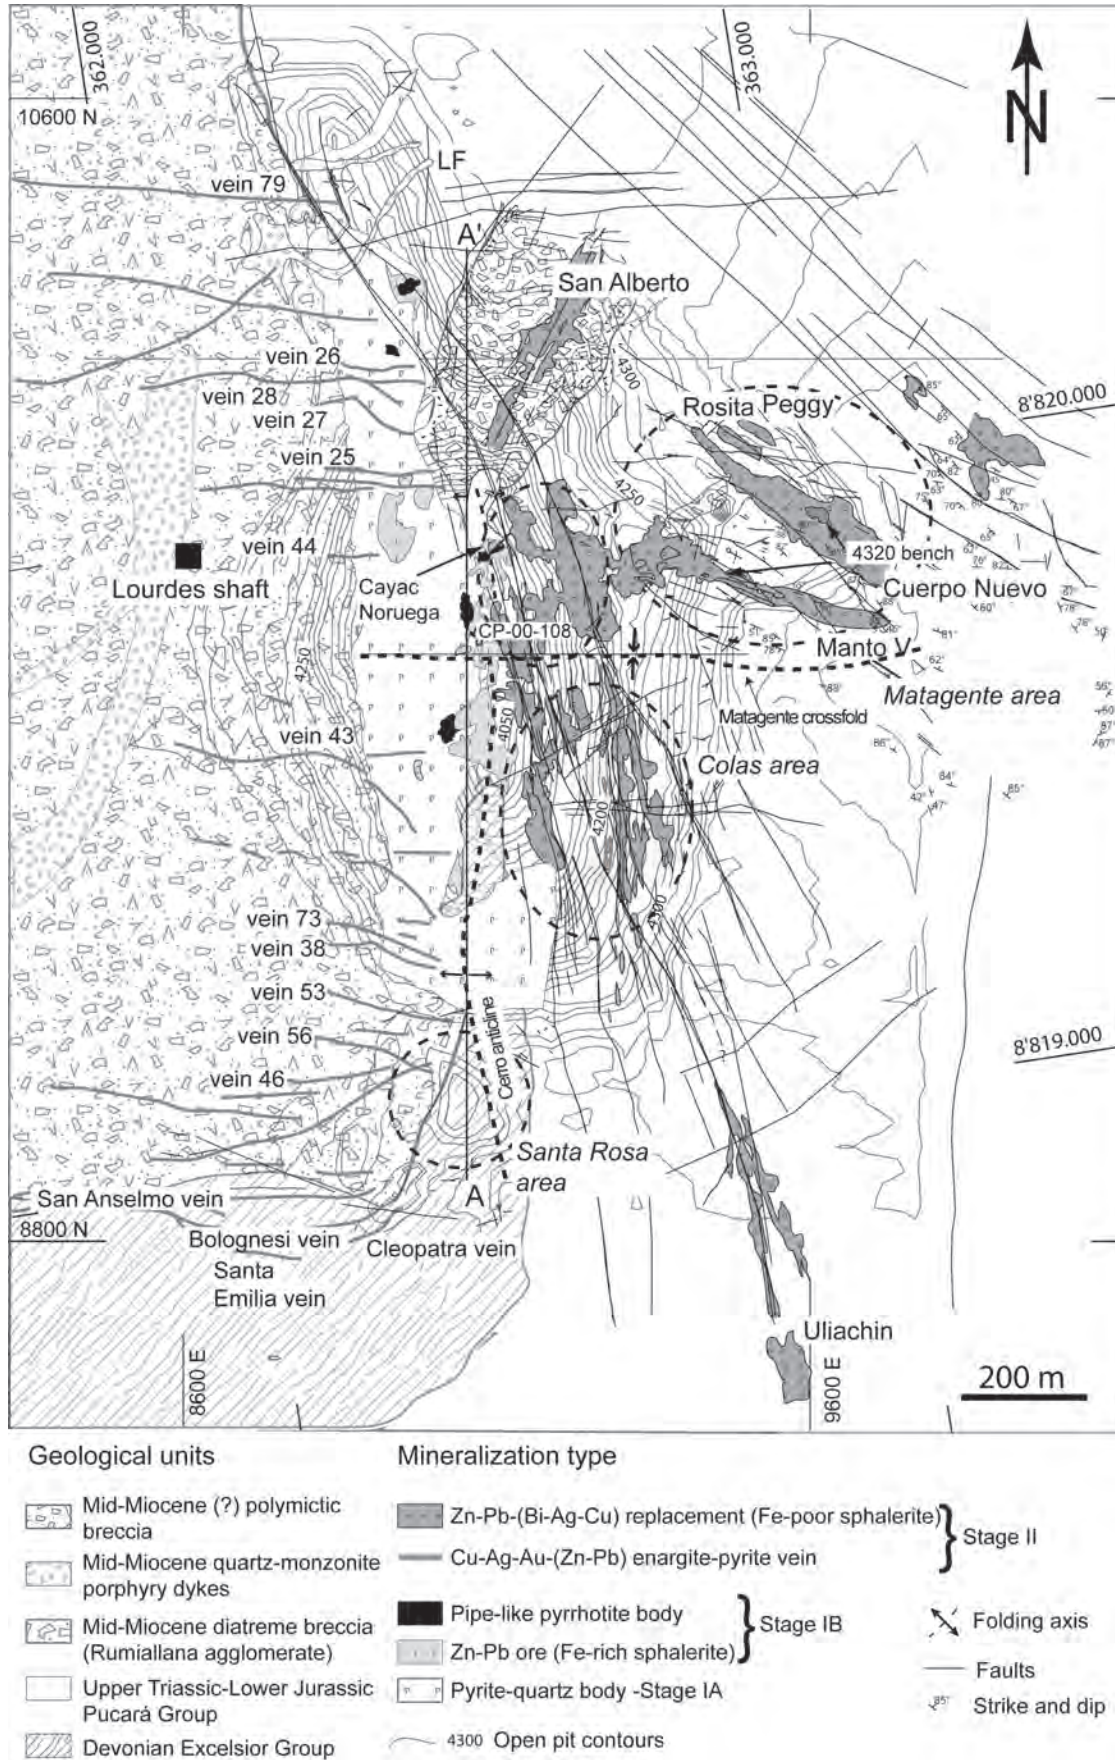 362.000
363.000
10600 N
N
LF
vein 79
A'
San Alberto
4300
vein 26
vein 28
vein 27
Rosita Peggy
8'820.000
85°
vein 25
4250
vein 44
4320 bench
Lourdes shaft
Cayac
Noruega
Cuerpo Nuevo
CP-00-108
Manto V
4250
Matagente area
Matagente crossfold
vein 43
4050
Colas area
4200
vein 73
vein 38
4300
vein 53
vein 56
Cerro anticline
?
8'819.000
vein 46
Santa Rosa
area
San Anselmo vein
A
8800 N
Bolognesi vein
Cleopatra vein
Santa
Emilia vein
Uliachin
8600 E
9600 E
200 m
Geological units
Mid-Miocene (?) polymictic
breccia
Mid-Miocene quartz-monzonite
porphyry dykes
Mid-Miocene diatreme breccia
(Rumiallana agglomerate)
Upper Triassic-Lower Jurassic
Pucará Group
Devonian Excelsior Group
Mineralization type
Zn-Pb-(Bi-Ag-Cu) replacement (Fe-poor sphalerite)
Cu-Ag-Au-(Zn-Pb) enargite-pyrite vein
Stage II
Pipe-like pyrrhotite body
Zn-Pb ore (Fe-rich sphalerite)
Stage IB
Pyrite-quartz body -Stage IA
4300 Open pit contours
Folding axis
Faults
85° Strike and dip